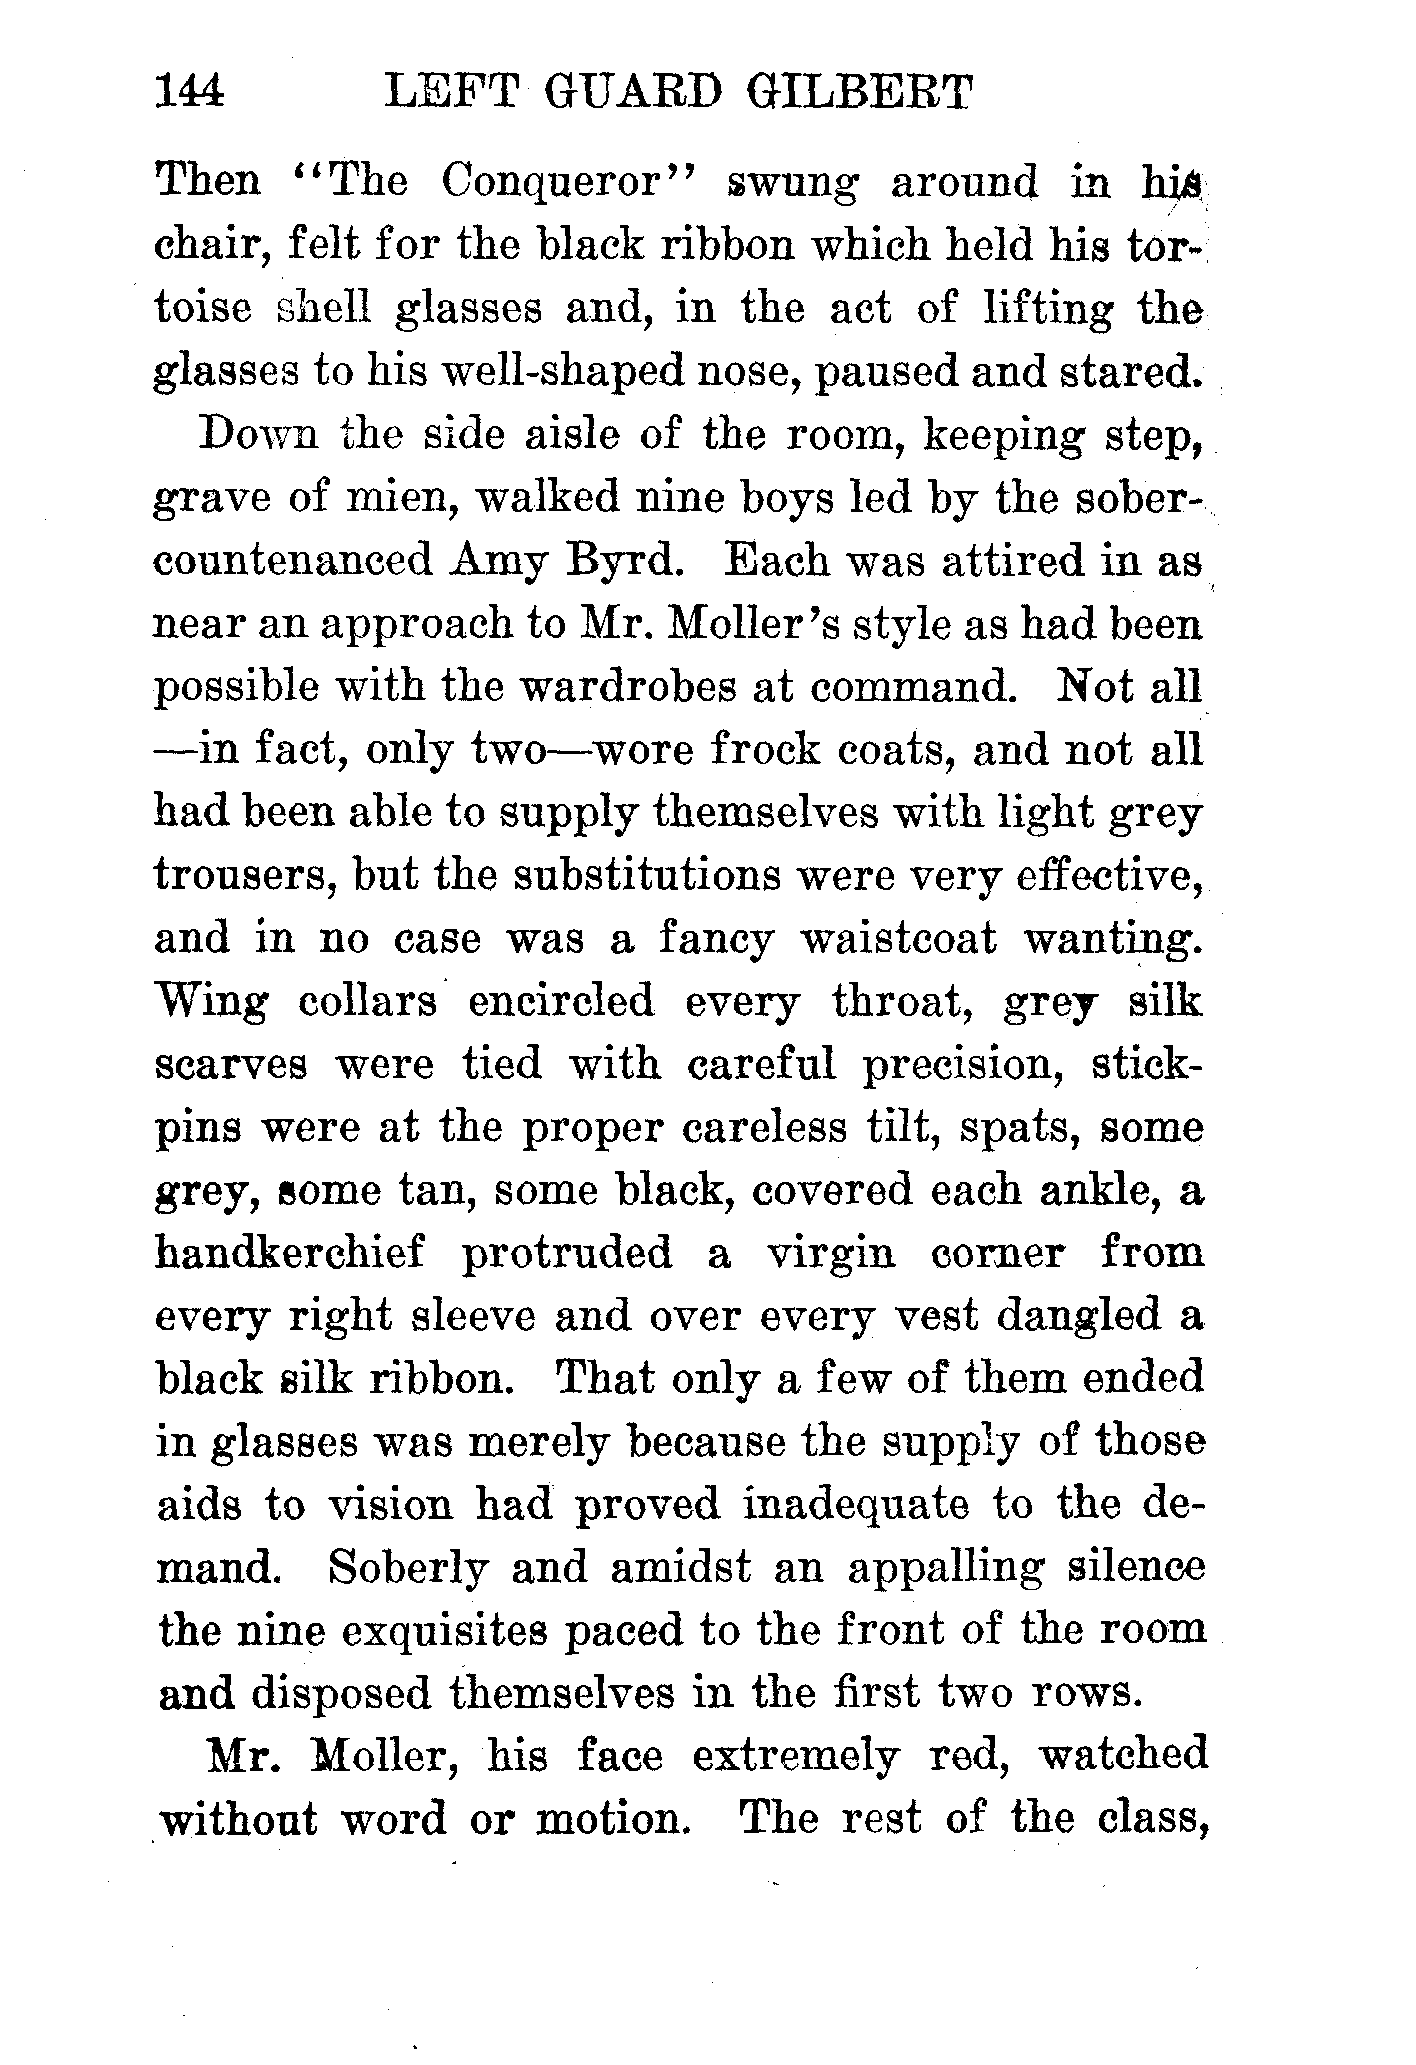 144 LEFT GUARD GILBERT
Then "The Conqueror" swung around in his
chair, felt for the black ribbon which held his tor-
toise shell glasses and, in the act of lifting the
glasses to his well-shaped nose, paused and stared.
Down the side aisle of the room, keeping step,
grave of mien, walked nine boys led by the sober-
countenanced Amy Byrd. Each was attired in as
near an approach to Mr. Moller's style as had been
possible with the wardrobes at command. Not all
—in fact, only two—wore frock coats, and not all
had been able to supply themselves with light grey
trousers, but the substitutions were very effective,
and in no case was a fancy waistcoat wanting.
Wing collars encircled every throat, grey silk
scarves were tied with careful precision, stick-
pins were at the proper careless tilt, spats, some
grey, some tan, some black, covered each ankle, a
handkerchief protruded a virgin corner from
every right sleeve and over every vest dangled a
black silk ribbon. That only a few of them ended
in glasses was merely because the supply of those
aids to vision had proved inadequate to the de-
mand. Soberly and amidst an appalling silence
the nine exquisites paced to the front of the room
and disposed themselves in the first two rows.
Mr. Moller, his face extremely red, watched
without word or motion. The rest of the class,